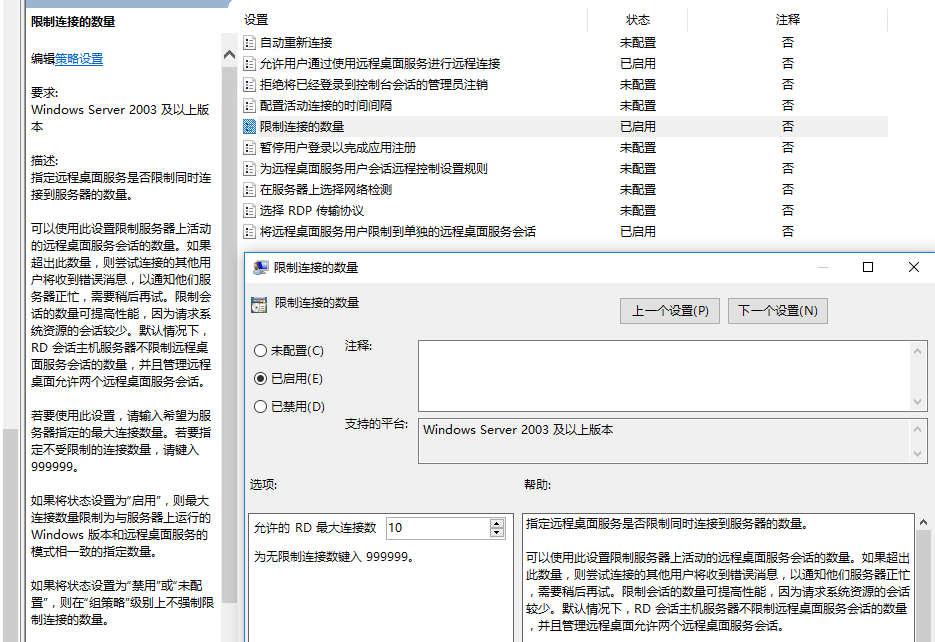 限制连接的数量
编辑策略设置
要求:
Windows Server 2003 及以上版
本
描述:
指定远程桌面服务是否限制同时连
接到服务器的数量。
可以使用此设置限制服务器上活动
的远程桌面服务会话的数量。如果
超出此数量，则尝试连接的其他用
户将收到错误消息，以通知他们服
务器正忙，需要稍后再试。限制会
话的数量可提高性能，因为请求系
统资源的会话较少。默认情况下，
RD 会话主机服务器不限制远程桌
面服务会话的数量，并且管理远程
桌面允许两个远程桌面服务会话。
若要使用此设置，请输入希望为服
务器指定的最大连接数量。若要指
定不受限制的连接数量，请键入
999999。
如果将状态设置为“启用”，则最大
连接数量限制为与服务器上运行的
Windows 版本和远程桌面服务的
模式相一致的指定数量。
如果将状态设置为“禁用”或“未配
置”，则在“组策略”级别上不强制限
制连接的数量。
设置 状态 注释
自动重新连接 未配置 否
允许用户通过使用远程桌面服务进行远程连接 已启用 否
拒绝将已经登录到控制台会话的管理员注销 未配置 否
配置活动连接的时间间隔 未配置 否
限制连接的数量 已启用 否
暂停用户登录以完成应用注册 未配置 否
为远程桌面服务用户会话远程控制设置规则 未配置 否
在服务器上选择网络检测 未配置 否
选择 RDP 传输协议 未配置 否
将远程桌面服务用户限制到单独的远程桌面服务会话 已启用 否
限制连接的数量
限制连接的数量
上一个设置(P) 下一个设置(N)
未配置(C) 注释:
已启用(E)
已禁用(D)
支持的平台: Windows Server 2003 及以上版本
选项: 帮助:
允许的 RD 最大连接数 10
为无限制连接数键入 999999。
指定远程桌面服务是否限制同时连接到服务器的数量。
可以使用此设置限制服务器上活动的远程桌面服务会话的数量。如果超出
此数量，则尝试连接的其他用户将收到错误消息，以通知他们服务器正忙
，需要稍后再试。限制会话的数量可提高性能，因为请求系统资源的会话
较少。默认情况下，RD 会话主机服务器不限制远程桌面服务会话的数量
，并且管理远程桌面允许两个远程桌面服务会话。